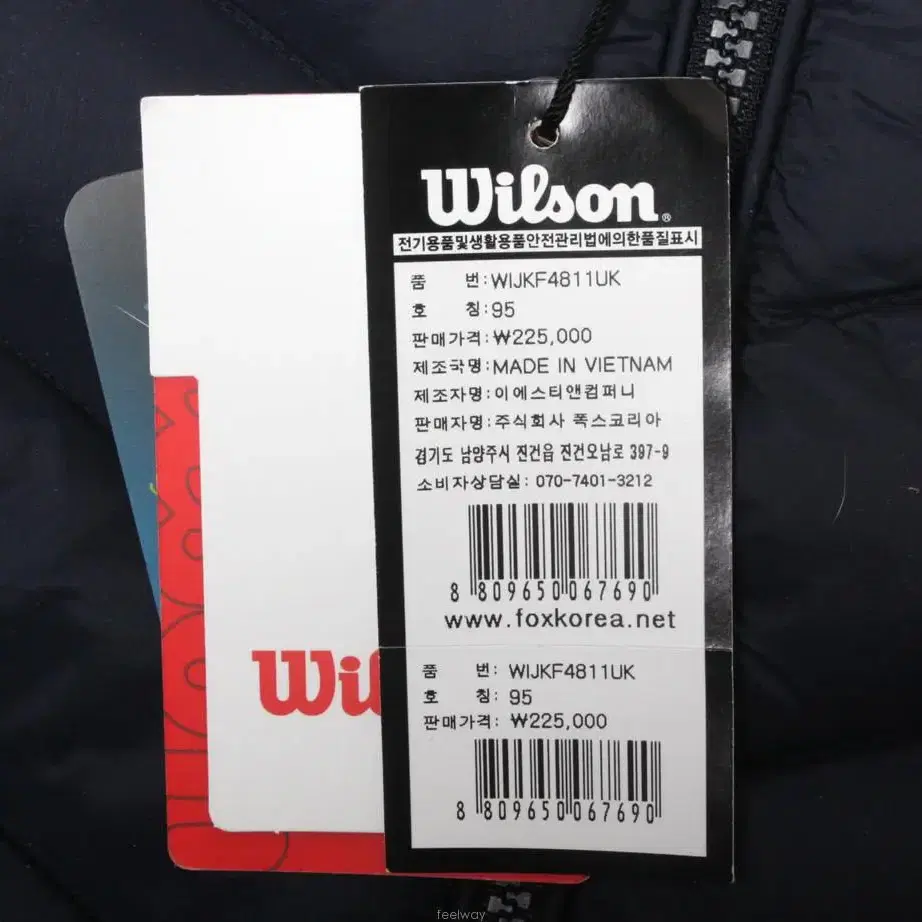 Wilson®
전기용품및생활용품안전관리법에의한품질표시
품 번:WIJKF4811UK
호 칭:95
판매가격:₩225,000
제조국명:MADE IN VIETNAM
제조자명:이에스티앤컴퍼니
판매자명:주식회사 폭스코리아
경기도 남양주시 진건읍 진건오남로 397-9
소비자상담실: 070-7401-3212
8 809650 067690
www.foxkorea.net
Wil
품 번: WIJKF4811UK
호 칭: 95
판매가격: ₩225,000
8 809650 067690
feelway